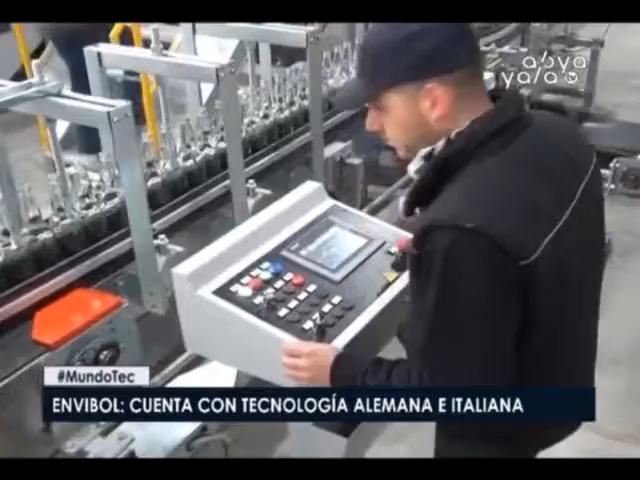 abya
yala
#MundoTec
ENVIBOL: CUENTA CON TECNOLOGÍA ALEMANA E ITALIANA